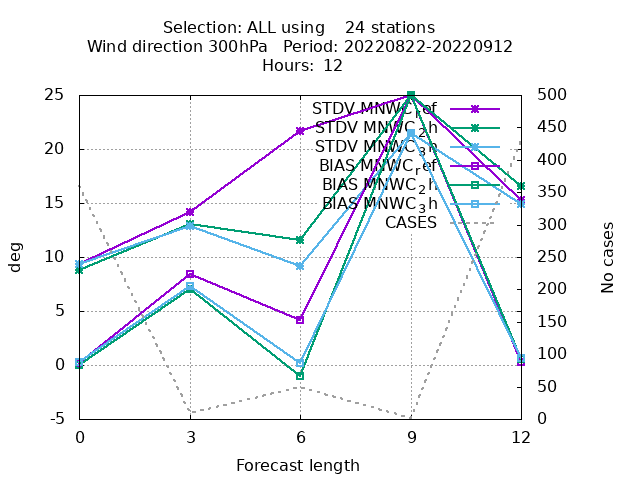 Selection: ALL using 24 stations
Wind direction 300hPa Period: 20220822-20220912
Hours: 12
25
20
15
10
5
0
-5
500
450
400
350
300
250
200
150
100
50
0
deg
No cases
STDV MNWC_ref
STDV MNWC_2h
STDV MNWC_3h
BIAS MNWC_ref
BIAS MNWC_2h
BIAS MNWC_3h
CASES
0 3 6 9 12
Forecast length